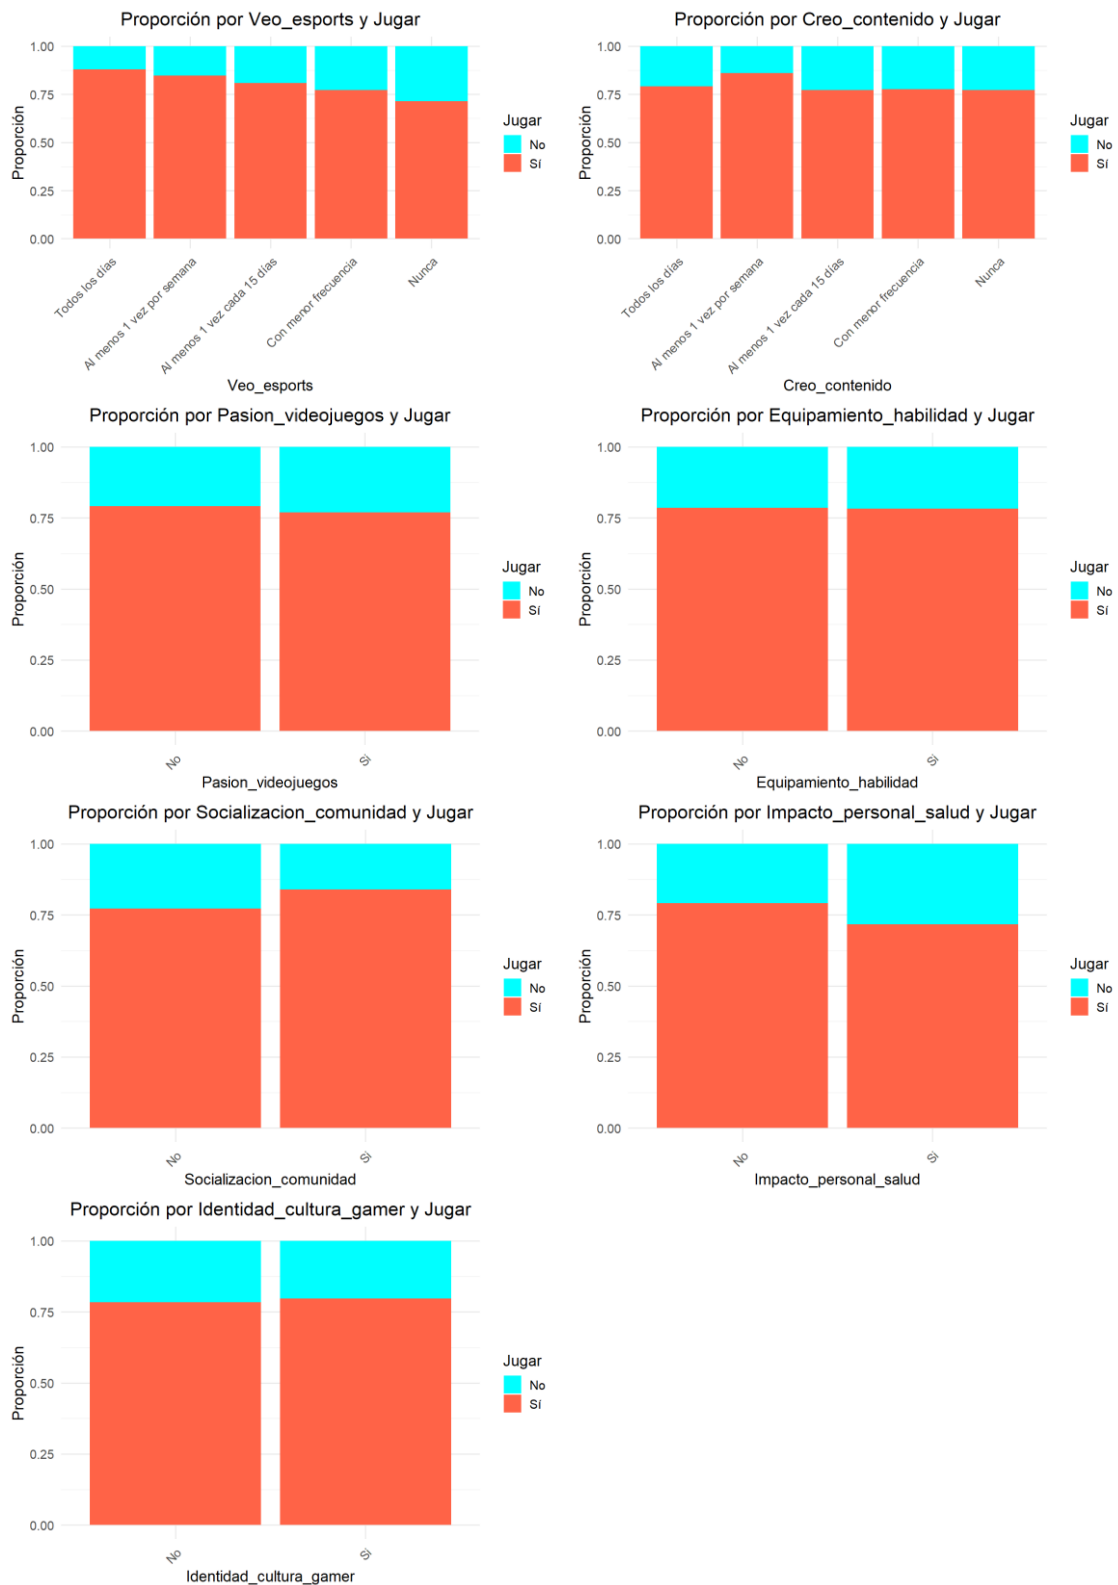 Proporción por Veo_esports y Jugar
1.00
0.75
0.50
0.25
0.00
Proporción
Todos los días
Al menos 1 vez por semana
Al menos 1 vez cada 15 días
Con menor frecuencia
Nunca
Veo_esports
Jugar
No
Sí
Proporción por Creo_contenido y Jugar
1.00
0.75
0.50
0.25
0.00
Proporción
Todos los días
Al menos 1 vez por semana
Al menos 1 vez cada 15 días
Con menor frecuencia
Nunca
Creo_contenido
Jugar
No
Sí
Proporción por Pasion_videojuegos y Jugar
1.00
0.75
0.50
0.25
0.00
Proporción
No
Si
Pasion_videojuegos
Jugar
No
Sí
Proporción por Equipamiento_habilidad y Jugar
1.00
0.75
0.50
0.25
0.00
Proporción
No
Si
Equipamiento_habilidad
Jugar
No
Sí
Proporción por Socializacion_comunidad y Jugar
1.00
0.75
0.50
0.25
0.00
Proporción
No
Si
Socializacion_comunidad
Jugar
No
Sí
Proporción por Impacto_personal_salud y Jugar
1.00
0.75
0.50
0.25
0.00
Proporción
No
Si
Impacto_personal_salud
Jugar
No
Sí
Proporción por Identidad_cultura_gamer y Jugar
1.00
0.75
0.50
0.25
0.00
Proporción
No
Si
Identidad_cultura_gamer
Jugar
No
Sí